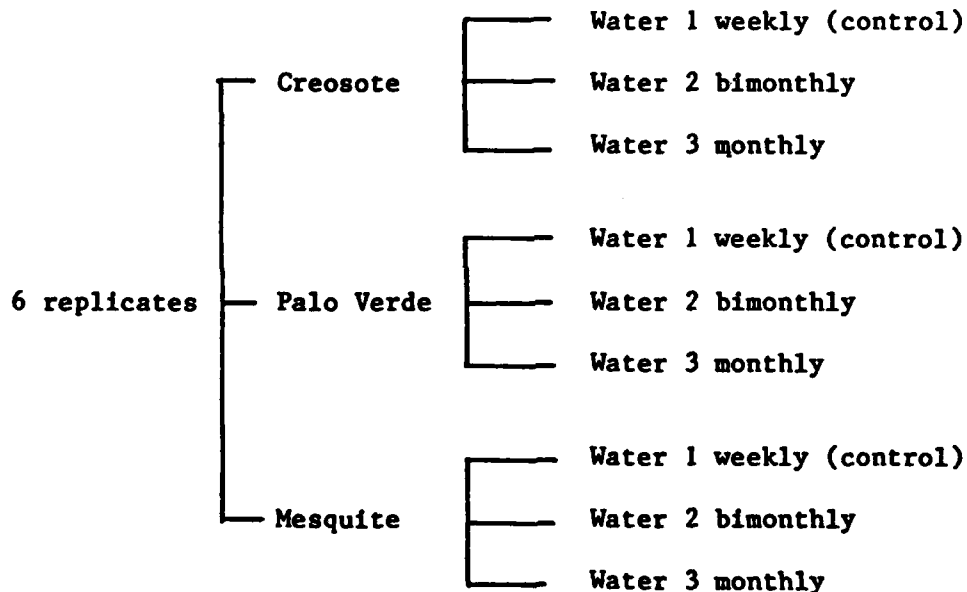 Water 1 weekly (control)
Creosote
Water 2 bimonthly
Water 3 monthly
Water 1 weekly (control)
6 replicates
Palo Verde
Water 2 bimonthly
Water 3 monthly
Water 1 weekly (control)
Mesquite
Water 2 bimonthly
Water 3 monthly